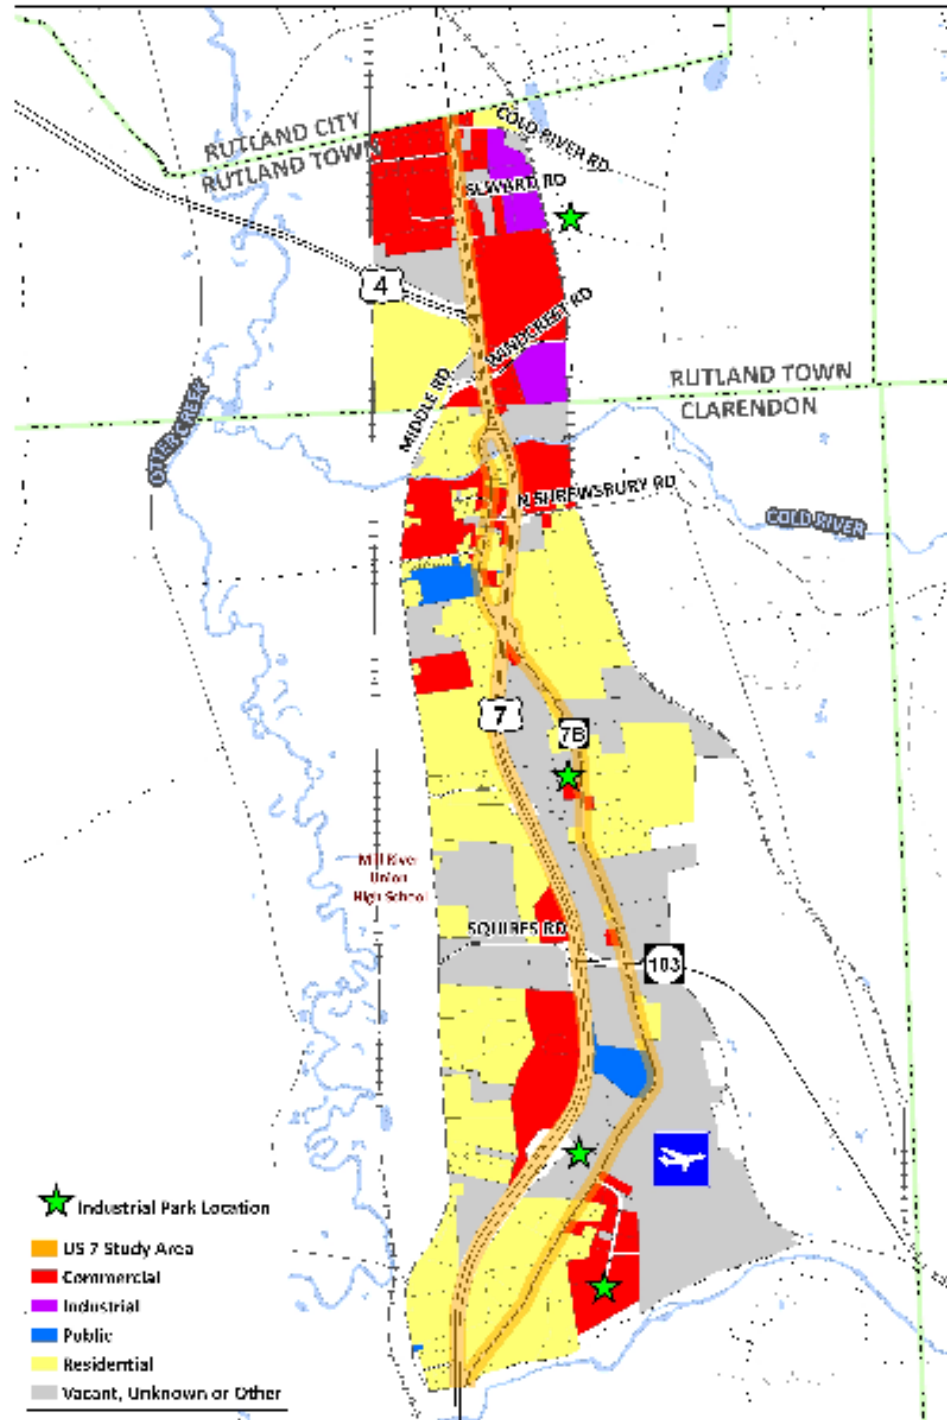 RUTLAND CITY
RUTLAND TOWN
COLD RIVER RD
SEWARD RD
4
WINDCREST RD
MIDDLE RD
RUTLAND TOWN
CLARENDON
OTTER CREEK
N SHREWSBURY RD
COLD RIVER
7
7B
Mill River
Union
High School
SQUIRES RD
103
Industrial Park Location
US 7 Study Area
Commercial
Industrial
Public
Residential
Vacant, Unknown or Other